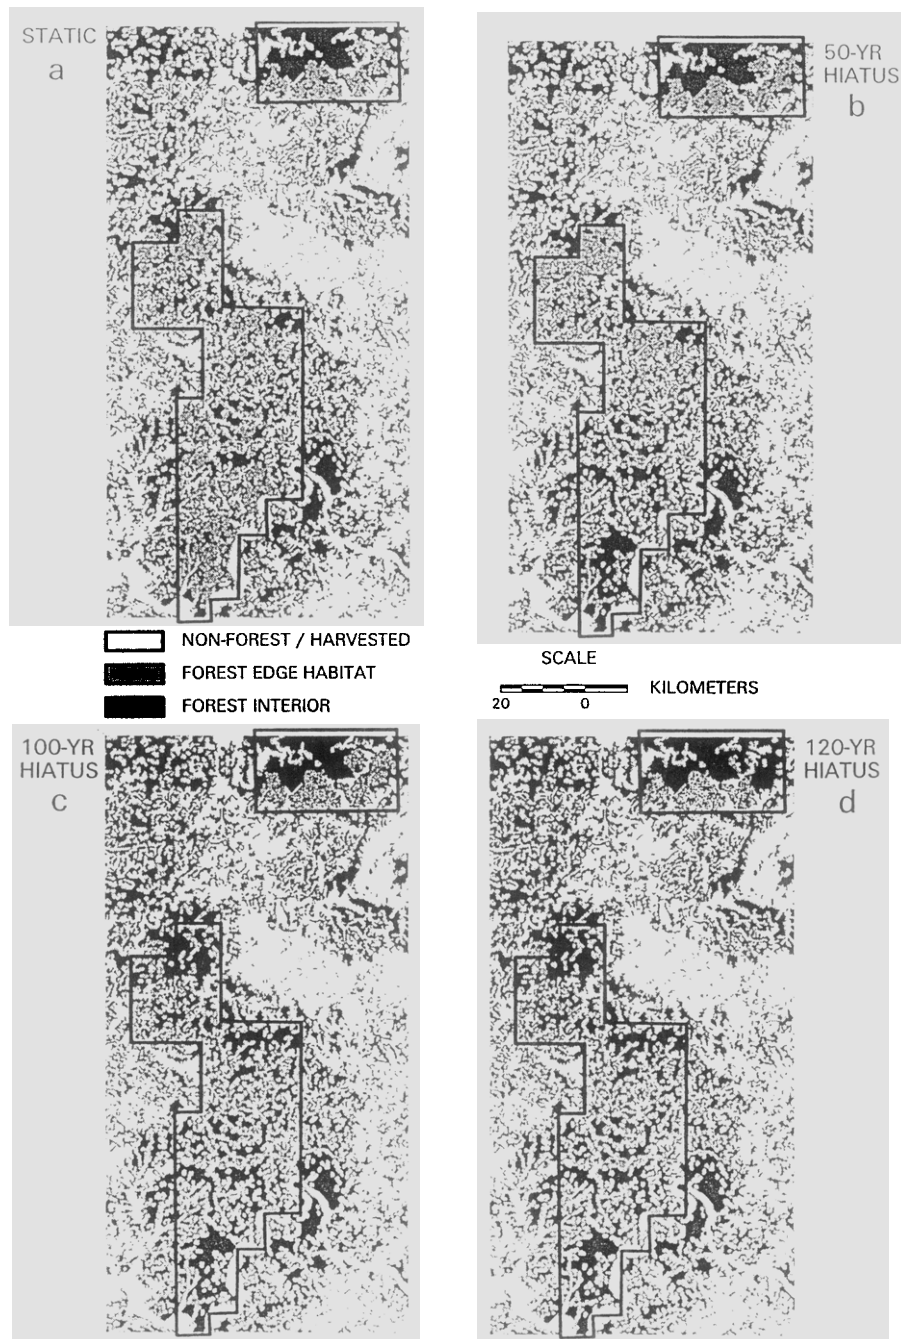 STATIC
a
50-YR
HIATUS
b
NON-FOREST / HARVESTED
FOREST EDGE HABITAT
FOREST INTERIOR
SCALE
KILOMETERS
20 0
100-YR
HIATUS
c
120-YR
HIATUS
d